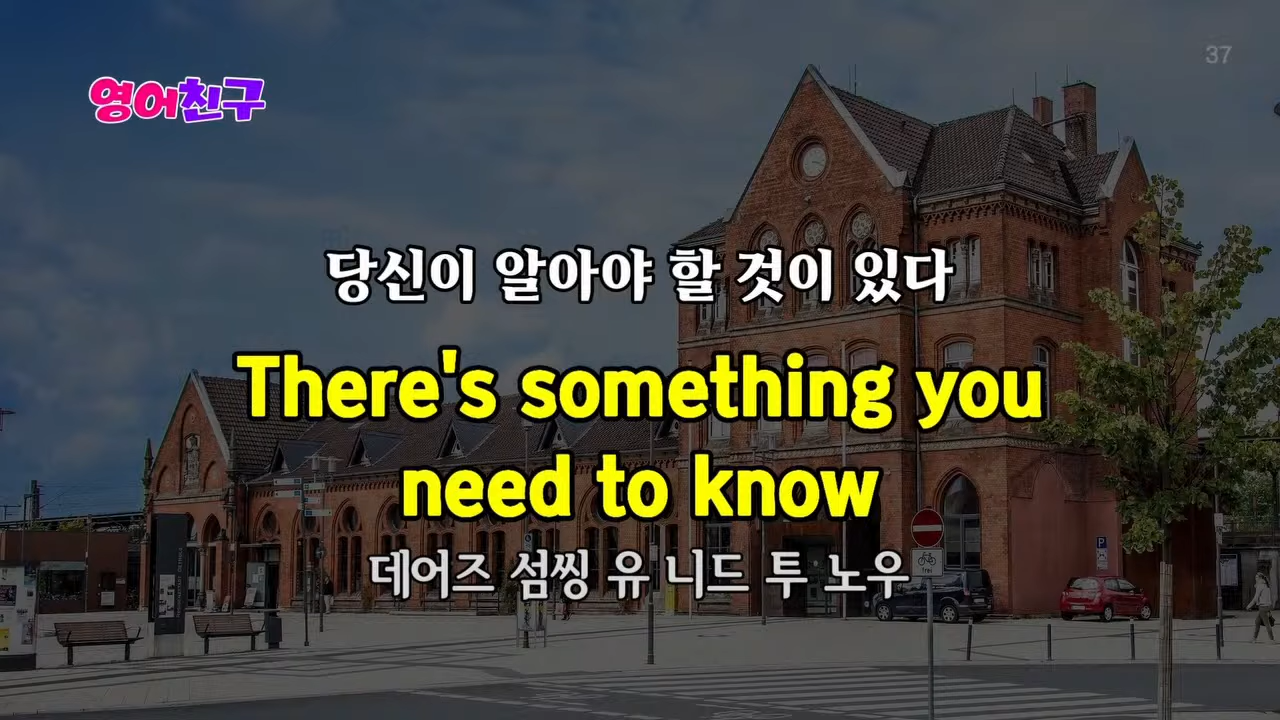 37
영어친구
당신이 알아야 할 것이 있다
There's something you
need to know
데어즈 섬씽 유 니드 투 노우
P
frei